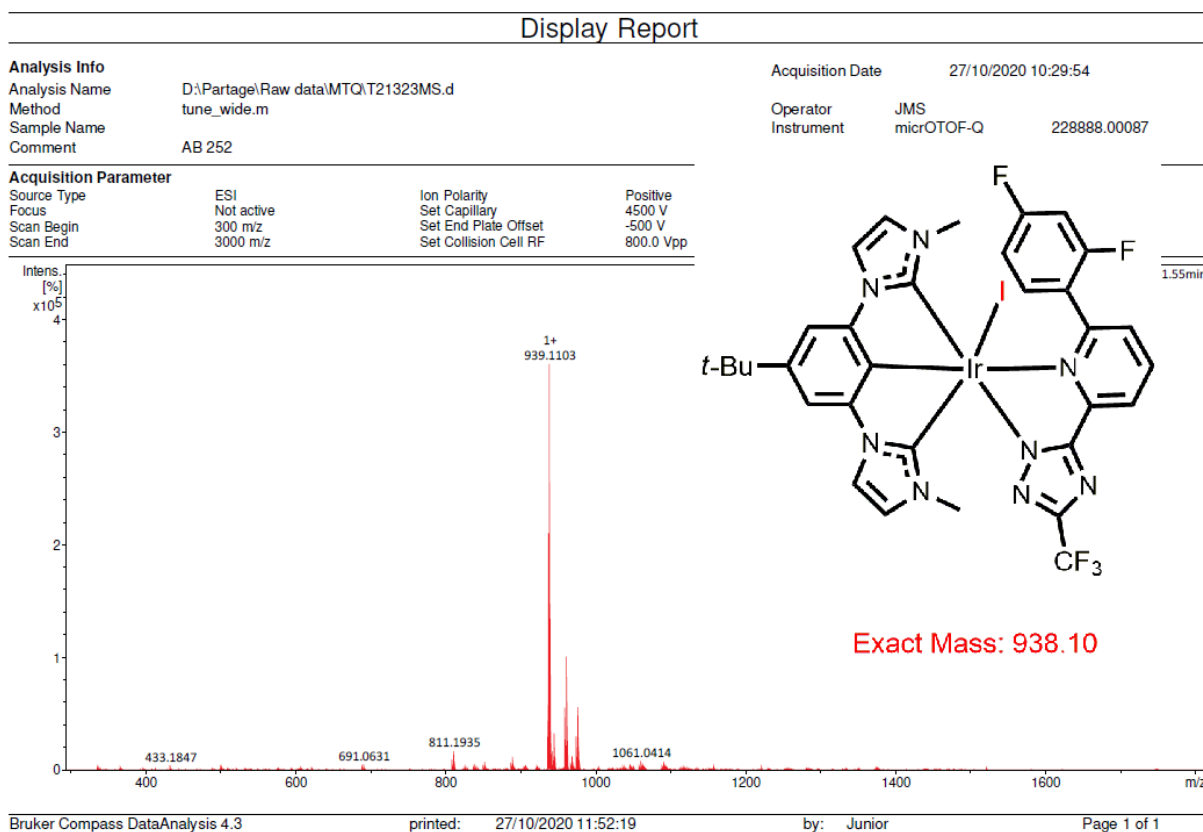 Display Report
Analysis Info
Acquisition Date 27/10/2020 10:29:54
Analysis Name D:\Partage\Raw data\MTQ\T21323MS.d
Method tune_wide.m
Operator JMS
Sample Name
Instrument micrOTOF-Q 228888.00087
Comment AB 252
Acquisition Parameter
Source Type ESI Ion Polarity Positive
Focus Not active Set Capillary 4500 V
Scan Begin 300 m/z Set End Plate Offset -500 V
Scan End 3000 m/z Set Collision Cell RF 800.0 Vpp
Intens.
[%]
x10⁵
1.55min
4
3
2
1
0
1+
939.1103
433.1847
691.0631
811.1935
1061.0414
400 600 800 1000 1200 1400 1600 m/z
F
F
N
N
I
t-Bu
Ir
N
N
N
N
N
N
CF₃
Exact Mass: 938.10
Bruker Compass DataAnalysis 4.3 printed: 27/10/2020 11:52:19 by: Junior Page 1 of 1